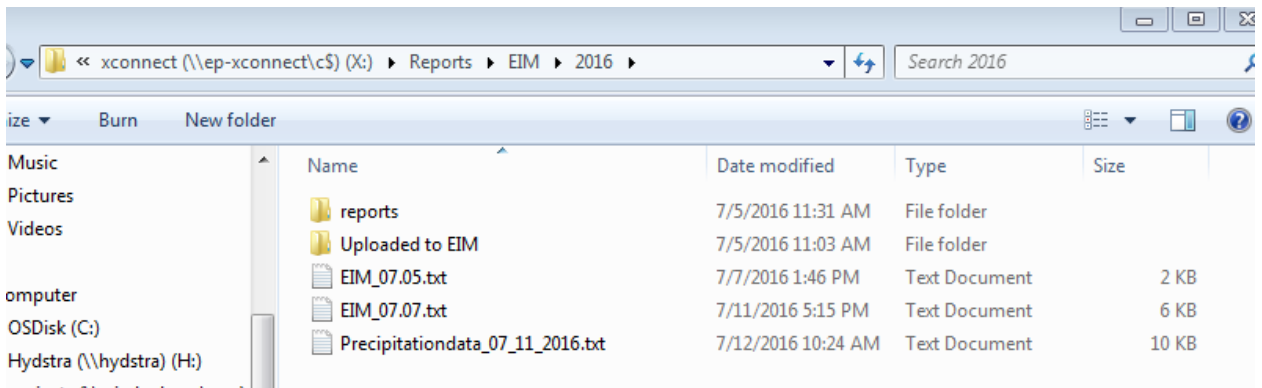 « xconnect (\\ep-xconnect\c$) (X:) ▸ Reports ▸ EIM ▸ 2016 ▸
Search 2016
ize ▾ Burn New folder
Music
Pictures
Videos
omputer
OSDisk (C:)
Hydstra (\\hydstra) (H:)
Name Date modified Type Size
reports 7/5/2016 11:31 AM File folder
Uploaded to EIM 7/5/2016 11:03 AM File folder
EIM_07.05.txt 7/7/2016 1:46 PM Text Document 2 KB
EIM_07.07.txt 7/11/2016 5:15 PM Text Document 6 KB
Precipitationdata_07_11_2016.txt 7/12/2016 10:24 AM Text Document 10 KB